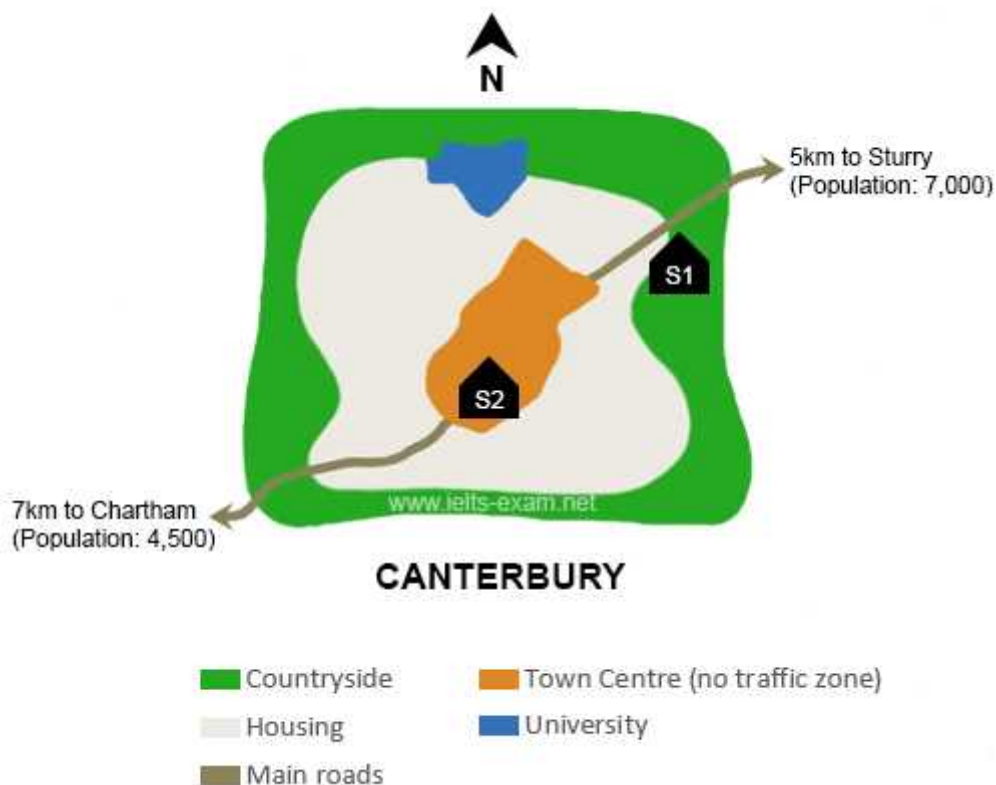 N
5km to Sturry
(Population: 7,000)
S1
S2
www.ielts-exam.net
7km to Chartham
(Population: 4,500)
CANTERBURY
Countryside
Town Centre (no traffic zone)
Housing
University
Main roads